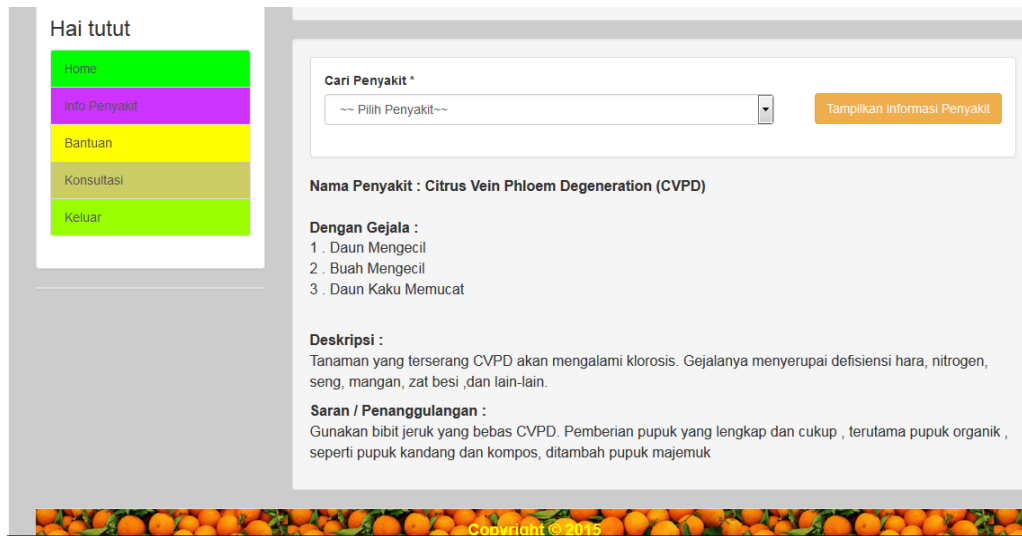 Hai tutut
Home
Info Penyakit
Bantuan
Konsultasi
Keluar
Cari Penyakit *
~~ Pilih Penyakit~~
Tampilkan Informasi Penyakit
Nama Penyakit : Citrus Vein Phloem Degeneration (CVPD)
Dengan Gejala :
1 . Daun Mengecil
2 . Buah Mengecil
3 . Daun Kaku Memucat
Deskripsi :
Tanaman yang terserang CVPD akan mengalami klorosis. Gejalanya menyerupai defisiensi hara, nitrogen,
seng, mangan, zat besi ,dan lain-lain.
Saran / Penanggulangan :
Gunakan bibit jeruk yang bebas CVPD. Pemberian pupuk yang lengkap dan cukup , terutama pupuk organik ,
seperti pupuk kandang dan kompos, ditambah pupuk majemuk
Copyright © 2015